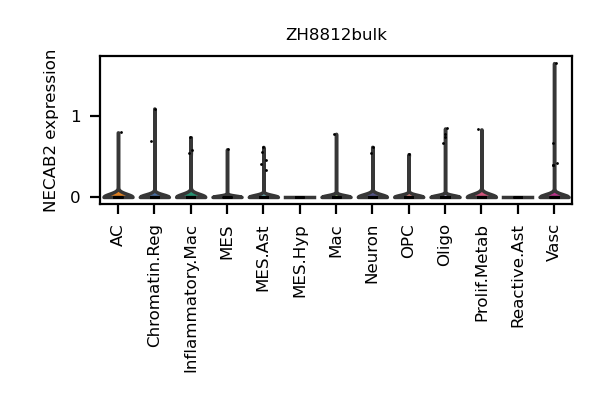 ZH8812bulk
NECAB2 expression
1
0
AC
Chromatin.Reg
Inflammatory.Mac
MES
MES.Ast
MES.Hyp
Mac
Neuron
OPC
Oligo
Prolif.Metab
Reactive.Ast
Vasc